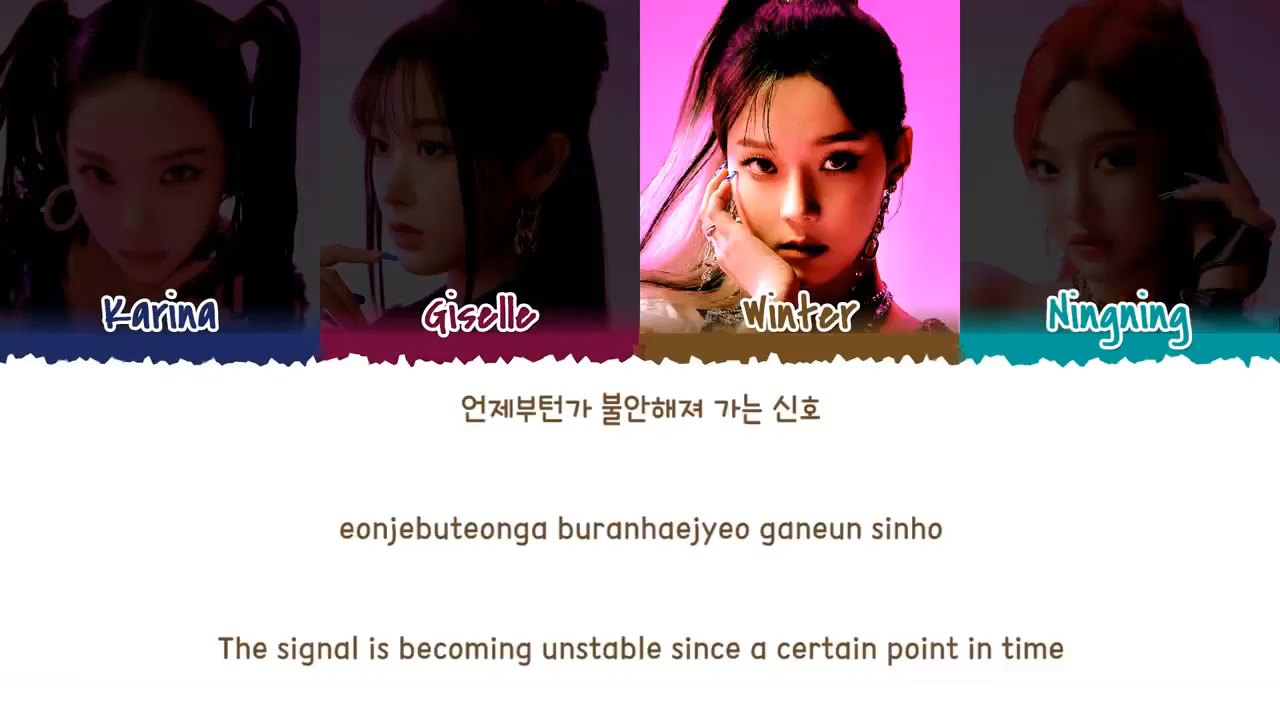 Karina
Giselle
Winter
Ningning
언제부턴가 불안해져 가는 신호
eonjebuteonga buranhaejyeo ganeun sinho
The signal is becoming unstable since a certain point in time